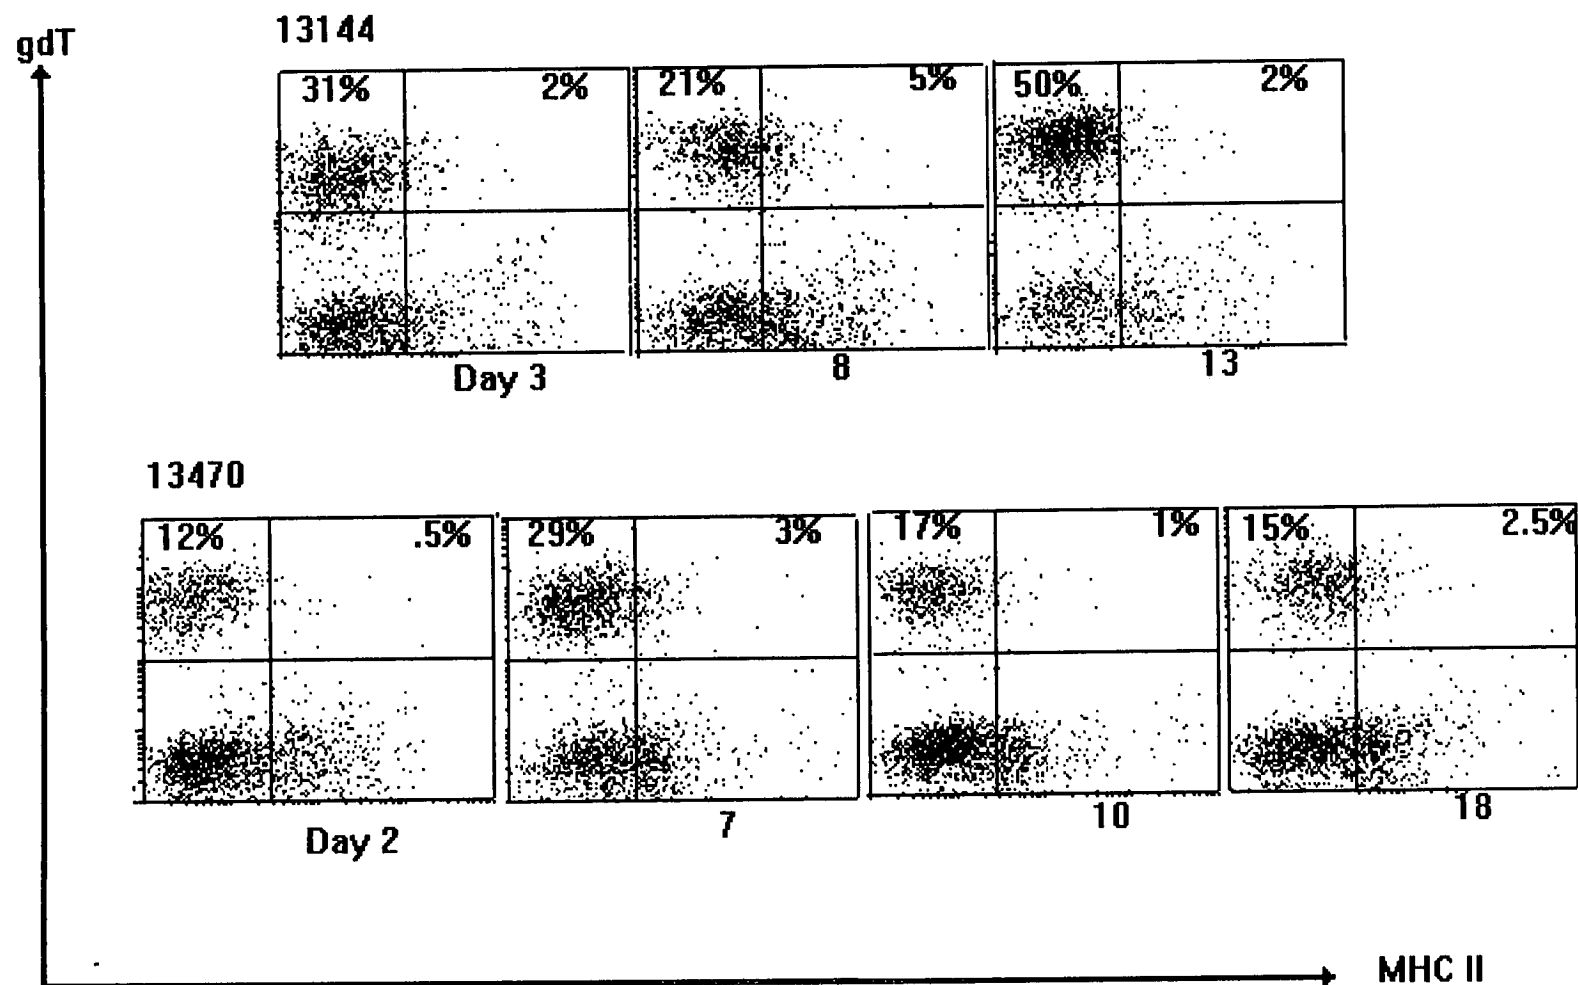 gdT
13144
31% 2% 21% 5% 50% 2%
Day 3 8 13
13470
12% .5% 29% 3% 17% 1% 15% 2.5%
Day 2 7 10 18
MHC II